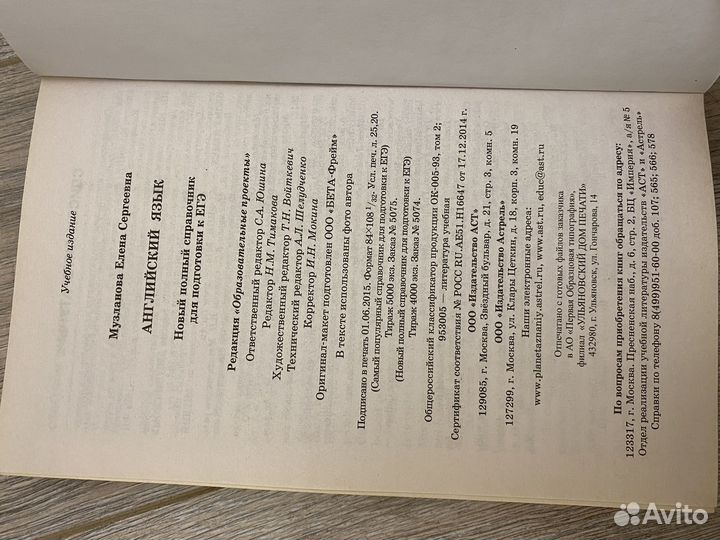 Учебное издание
Музланова Елена Сергеевна
АНГЛИЙСКИЙ ЯЗЫК
Новый полный справочник
для подготовки к ЕГЭ
Редакция «Образовательные проекты»
Ответственный редактор С.А. Юшина
Редактор Н.М. Тимакова
Художественный редактор Т.Н. Войткевич
Технический редактор А.Л. Шелудченко
Корректор И.Н. Мокина
Оригинал-макет подготовлен ООО «БЕТА-Фрейм»
В тексте использованы фото автора
Подписано в печать 01.06.2015. Формат 84×108 1/32. Усл. печ. л. 25,20.
(Самый популярный справочник для подготовки к ЕГЭ)
Тираж 5000 экз. Заказ № 5075.
(Новый полный справочник для подготовки к ЕГЭ)
Тираж 4000 экз. Заказ № 5074.
Общероссийский классификатор продукции ОК-005-93, том 2;
953005 — литература учебная
Сертификат соответствия № РОСС RU.АЕ51.Н16647 от 17.12.2014 г.
ООО «Издательство АСТ»
129085, г. Москва, Звёздный бульвар, д. 21, стр. 3, комн. 5
ООО «Издательство Астрель»
127299, г. Москва, ул. Клары Цеткин, д. 18, корп. 3, комн. 19
Наши электронные адреса:
www.planetaznaniy.astrel.ru, www.ast.ru, educ@ast.ru
Отпечатано с готовых файлов заказчика
в АО «Первая Образцовая типография»,
филиал «УЛЬЯНОВСКИЙ ДОМ ПЕЧАТИ»
432980, г. Ульяновск, ул. Гончарова, 14
По вопросам приобретения книг обращаться по адресу:
123317, г. Москва. Пресненская наб., д. 6, стр. 2, БЦ «Империя», а/я № 5
Отдел реализации учебной литературы издательств «АСТ» и «Астрель»
Справки по телефону 8(499)951-60-00 доб. 107; 565; 566; 578
Avito